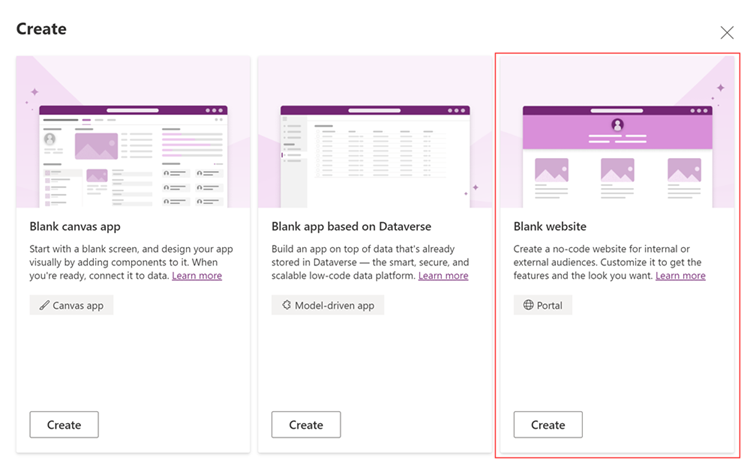 Create
Blank canvas app
Start with a blank screen, and design your app
visually by adding components to it. When
you're ready, connect it to data. Learn more
Canvas app
Create
Blank app based on Dataverse
Build an app on top of data that's already
stored in Dataverse — the smart, secure, and
scalable low-code data platform. Learn more
Model-driven app
Create
Blank website
Create a no-code website for internal or
external audiences. Customize it to get the
features and the look you want. Learn more
Portal
Create